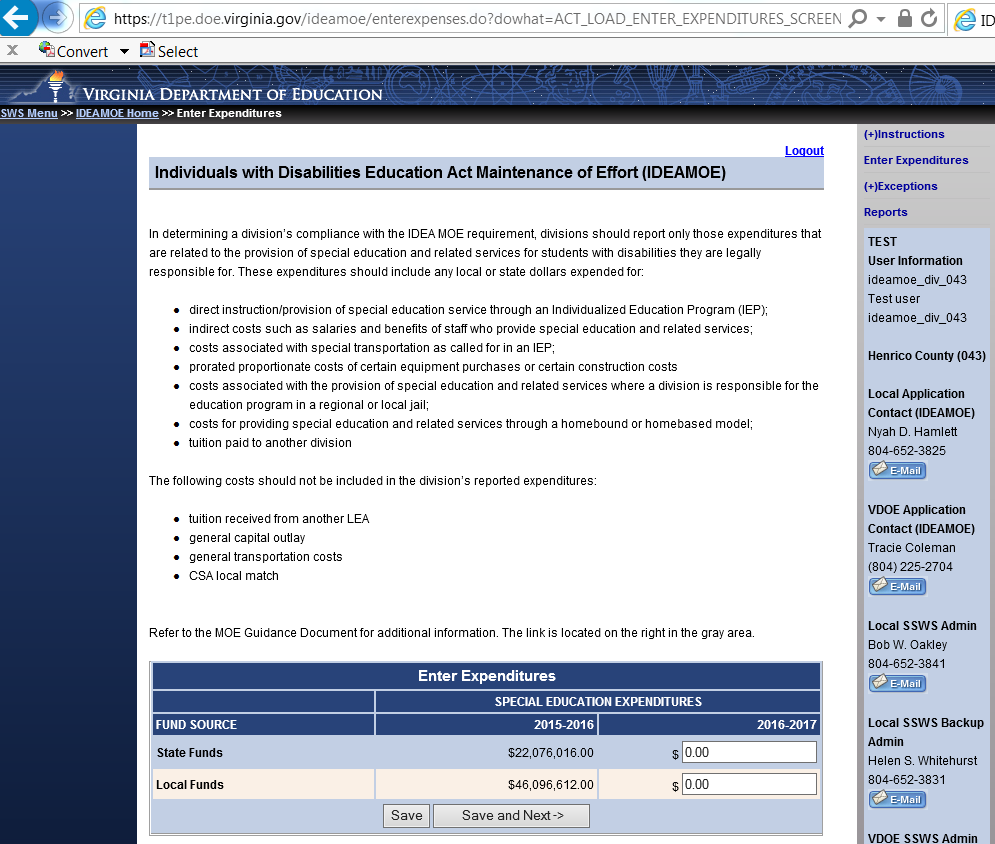 https://t1pe.doe.virginia.gov/ideamoe/enterexpenses.do?dowhat=ACT_LOAD_ENTER_EXPENDITURES_SCREEN
ID
x Convert Select
VIRGINIA DEPARTMENT OF EDUCATION
SWS Menu >> IDEAMOE Home >> Enter Expenditures
Logout
Individuals with Disabilities Education Act Maintenance of Effort (IDEAMOE)
In determining a division's compliance with the IDEA MOE requirement, divisions should report only those expenditures that
are related to the provision of special education and related services for students with disabilities they are legally
responsible for. These expenditures should include any local or state dollars expended for:
• direct instruction/provision of special education service through an Individualized Education Program (IEP);
• indirect costs such as salaries and benefits of staff who provide special education and related services;
• costs associated with special transportation as called for in an IEP;
• prorated proportionate costs of certain equipment purchases or certain construction costs
• costs associated with the provision of special education and related services where a division is responsible for the
education program in a regional or local jail;
• costs for providing special education and related services through a homebound or homebased model;
• tuition paid to another division
The following costs should not be included in the division's reported expenditures:
• tuition received from another LEA
• general capital outlay
• general transportation costs
• CSA local match
Refer to the MOE Guidance Document for additional information. The link is located on the right in the gray area.
Enter Expenditures
SPECIAL EDUCATION EXPENDITURES
FUND SOURCE 2015-2016 2016-2017
State Funds $22,076,016.00 $ 0.00
Local Funds $46,096,612.00 $ 0.00
Save Save and Next->
(+)Instructions
Enter Expenditures
(+)Exceptions
Reports
TEST
User Information
ideamoe_div_043
Test user
ideamoe_div_043
Henrico County (043)
Local Application
Contact (IDEAMOE)
Nyah D. Hamlett
804-652-3825
E-Mail
VDOE Application
Contact (IDEAMOE)
Tracie Coleman
(804) 225-2704
E-Mail
Local SSWS Admin
Bob W. Oakley
804-652-3841
E-Mail
Local SSWS Backup
Admin
Helen S. Whitehurst
804-652-3831
E-Mail
VDOE SSWS Admin